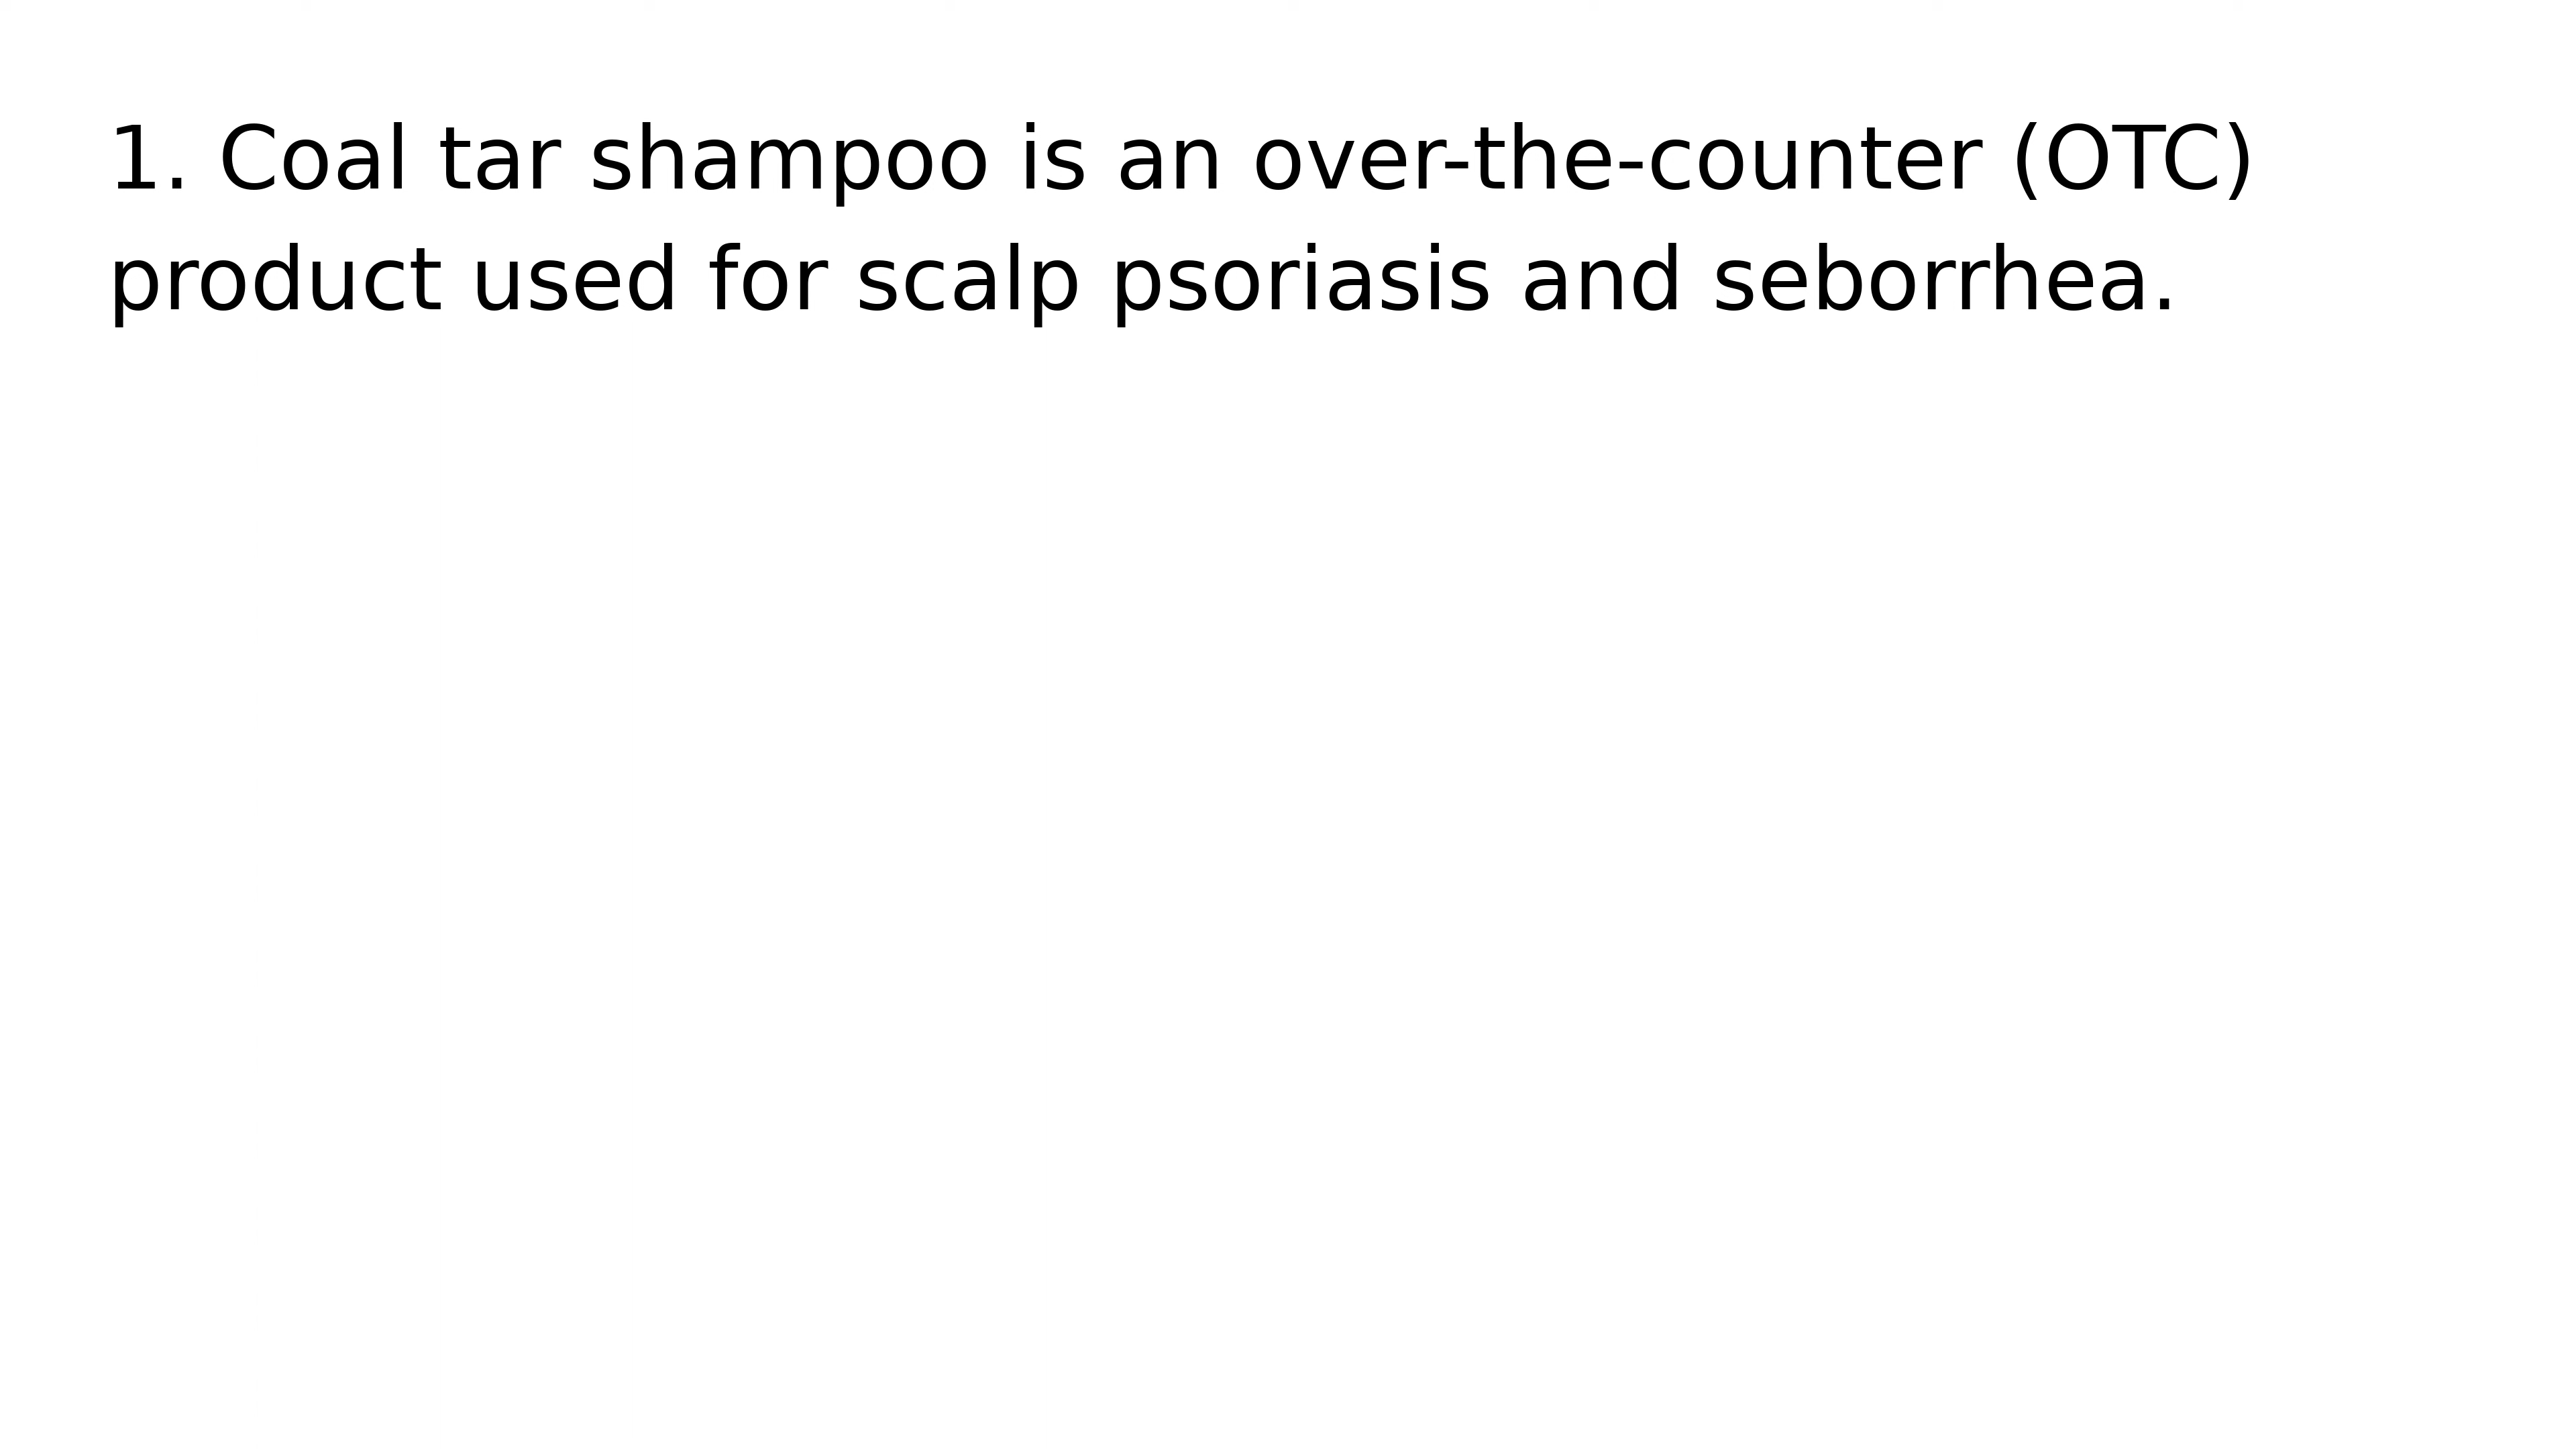 1. Coal tar shampoo is an over-the-counter (OTC)
product used for scalp psoriasis and seborrhea.